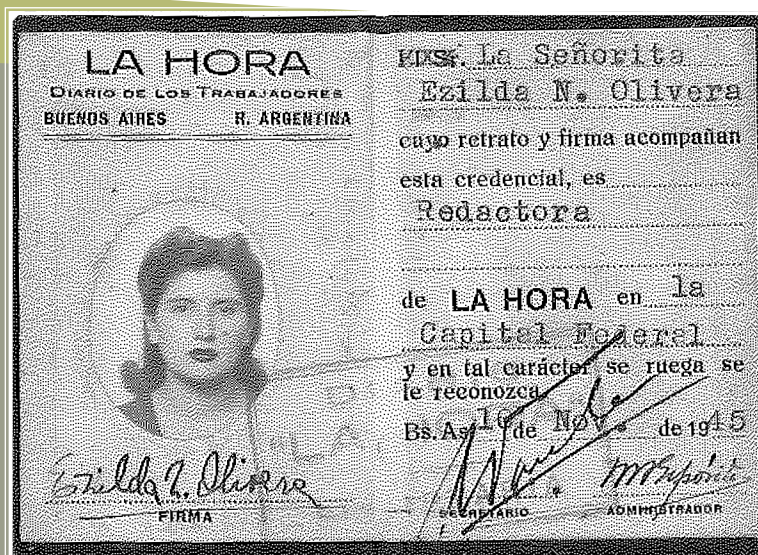 LA HORA
DIARIO DE LOS TRABAJADORES
BUENOS AIRES R. ARGENTINA
Ezilda N. Olivera
FIRMA
La Señorita
Ezilda N. Olivera
cuyo retrato y firma acompañan
esta credencial, es
Redactora
de LA HORA en la
Capital Federal
y en tal carácter se ruega se
le reconozca.
Bs. As. 16 de Nov. de 1945
SECRETARIO ADMINISTRADOR